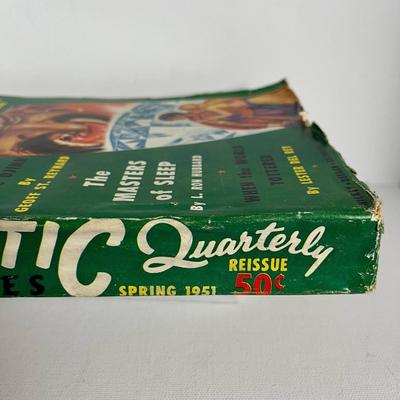 By
GEOFF ST. REYNARD
The
MASTERS
of SLEEP
By L. RON HUBBARD
WHEN THE WORLD
TOTTERED
By LESTER DEL REY
TIC Quarterly
REISSUE
ES SPRING 1951 50¢